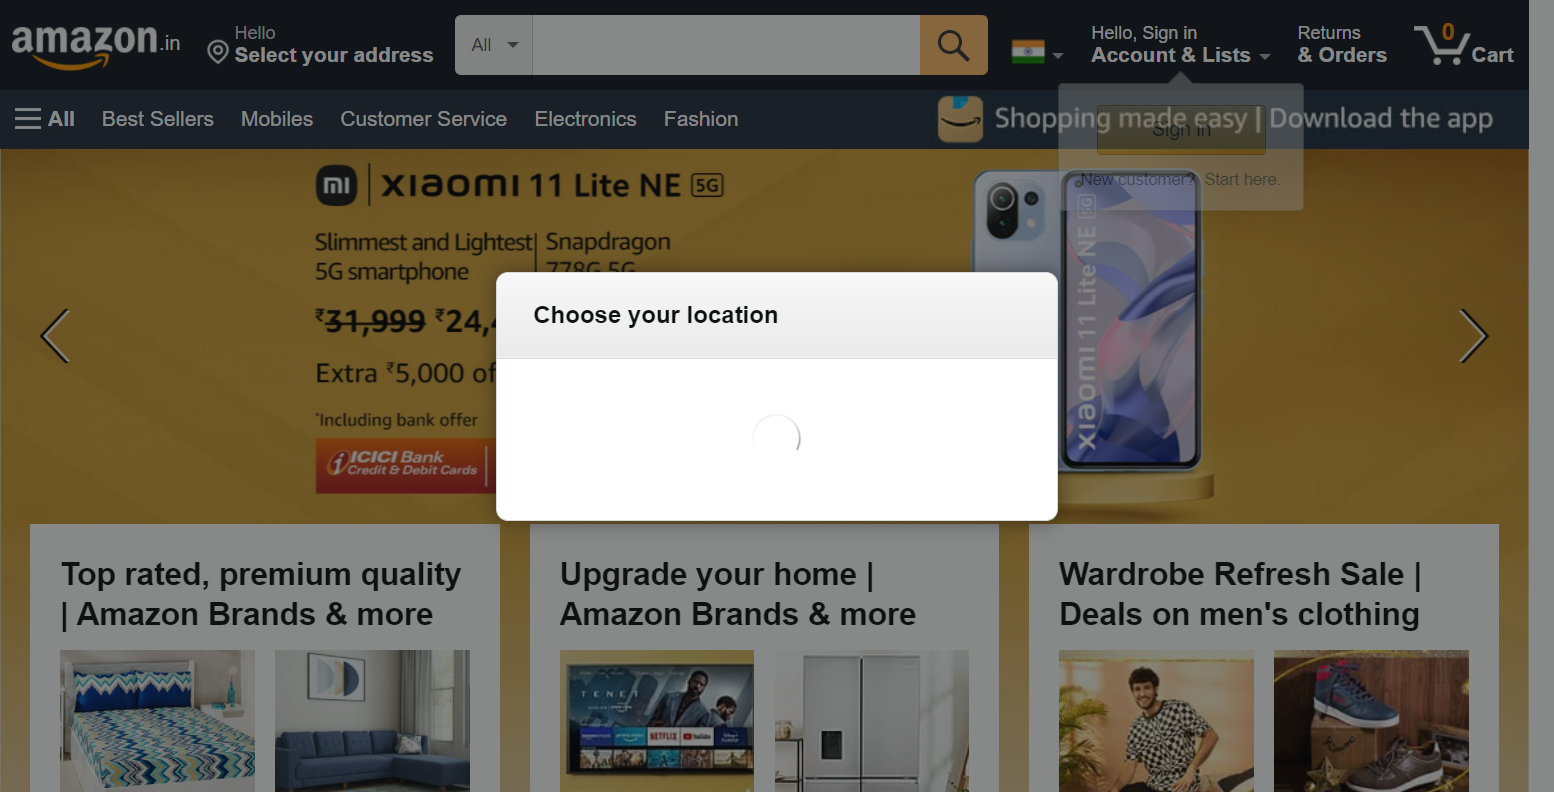 amazon.in
Hello
Select your address
All
Hello, Sign in
Account & Lists
Returns
& Orders
0
Cart
All
Best Sellers
Mobiles
Customer Service
Electronics
Fashion
Shopping made easy | Download the app
Sign in
New customer? Start here.
mi
xiaomi 11 Lite NE 5G
Slimmest and Lightest
5G smartphone
Snapdragon
778G 5G
₹31,999 ₹24,
Extra ₹5,000 of
*Including bank offer
ICICI Bank
Credit & Debit Cards
xiaomi 11 Lite NE 5G
Choose your location
Top rated, premium quality
| Amazon Brands & more
Upgrade your home |
Amazon Brands & more
Wardrobe Refresh Sale |
Deals on men's clothing
TENET
NETFLIX
YouTube